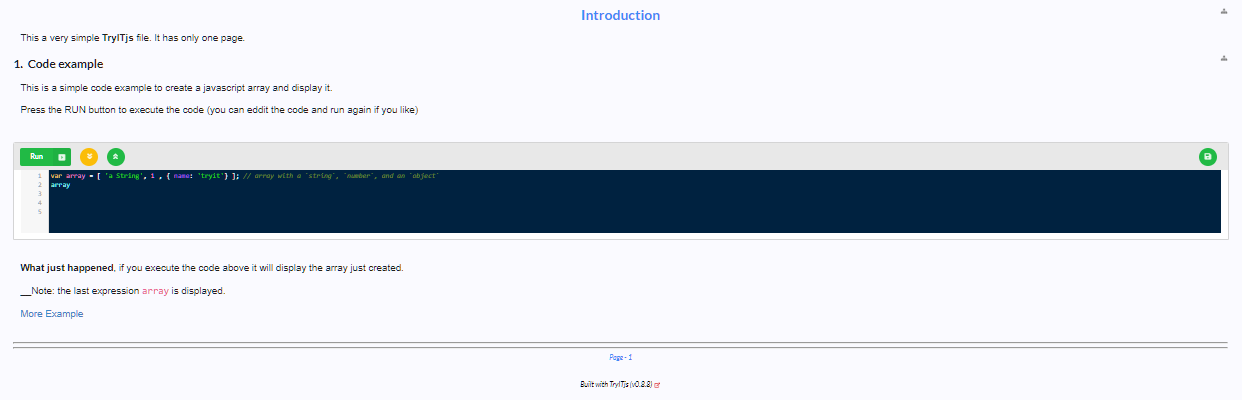 Introduction
This a very simple TryITjs file. It has only one page.
1. Code example
This is a simple code example to create a javascript array and display it.
Press the RUN button to execute the code (you can eddit the code and run again if you like)
Run
1 var array = [ 'a String', 1 , { name: 'tryit'} ]; // array with a `string`, `number`, and an `object`
2 array
3
4
5
What just happened, if you execute the code above it will display the array just created.
__Note: the last expression array is displayed.
More Example
Page - 1
Built with TryITjs (v0.8.8)